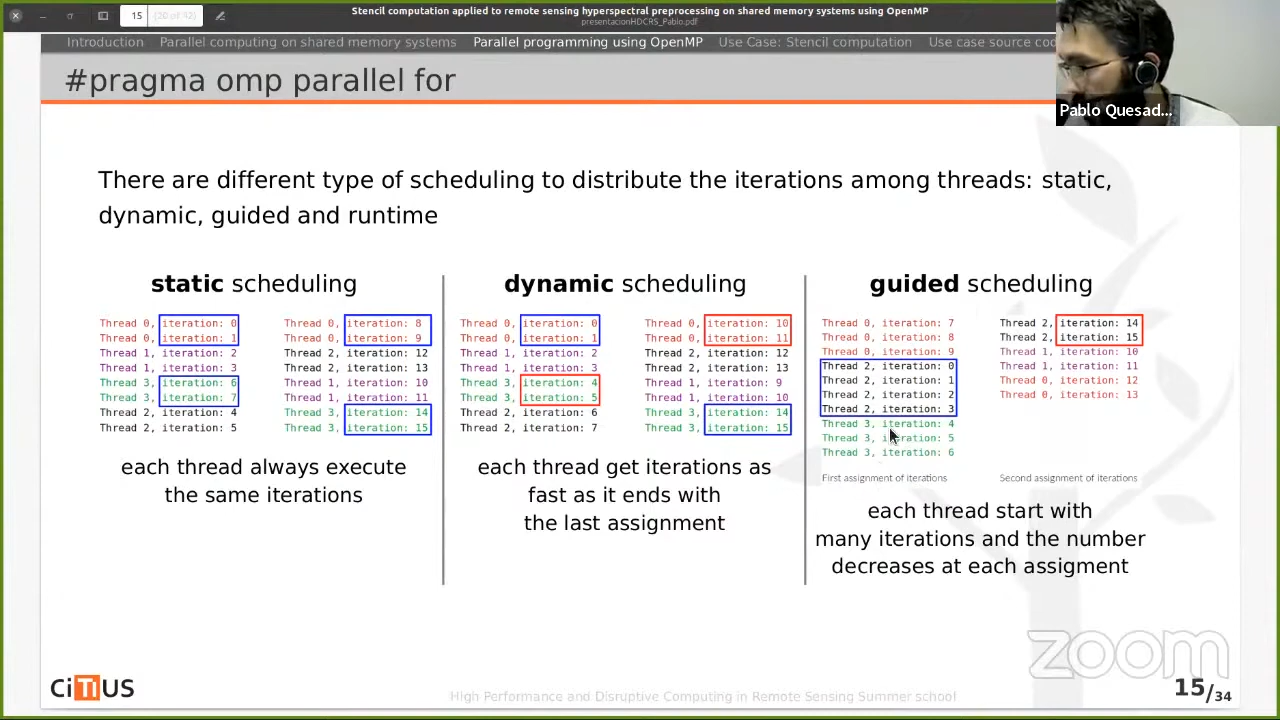 15 (20 of 42)
Stencil computation applied to remote sensing hyperspectral preprocessing on shared memory systems using OpenMP
presentacionHDCRS_Pablo.pdf
Introduction Parallel computing on shared memory systems Parallel programming using OpenMP Use Case: Stencil computation Use case source cod
#pragma omp parallel for
Pablo Quesad...
There are different type of scheduling to distribute the iterations among threads: static,
dynamic, guided and runtime
static scheduling
Thread 0, iteration: 0
Thread 0, iteration: 1
Thread 1, iteration: 2
Thread 1, iteration: 3
Thread 3, iteration: 6
Thread 3, iteration: 7
Thread 2, iteration: 4
Thread 2, iteration: 5
Thread 0, iteration: 8
Thread 0, iteration: 9
Thread 2, iteration: 12
Thread 2, iteration: 13
Thread 1, iteration: 10
Thread 1, iteration: 11
Thread 3, iteration: 14
Thread 3, iteration: 15
each thread always execute
the same iterations
dynamic scheduling
Thread 0, iteration: 0
Thread 0, iteration: 1
Thread 1, iteration: 2
Thread 1, iteration: 3
Thread 3, iteration: 4
Thread 3, iteration: 5
Thread 2, iteration: 6
Thread 2, iteration: 7
Thread 0, iteration: 10
Thread 0, iteration: 11
Thread 2, iteration: 12
Thread 2, iteration: 13
Thread 1, iteration: 9
Thread 1, iteration: 10
Thread 3, iteration: 14
Thread 3, iteration: 15
each thread get iterations as
fast as it ends with
the last assignment
guided scheduling
Thread 0, iteration: 7
Thread 0, iteration: 8
Thread 0, iteration: 9
Thread 2, iteration: 0
Thread 2, iteration: 1
Thread 2, iteration: 2
Thread 2, iteration: 3
Thread 3, iteration: 4
Thread 3, iteration: 5
Thread 3, iteration: 6
First assignment of iterations
Thread 2, iteration: 14
Thread 2, iteration: 15
Thread 1, iteration: 10
Thread 1, iteration: 11
Thread 0, iteration: 12
Thread 0, iteration: 13
Second assignment of iterations
each thread start with
many iterations and the number
decreases at each assigment
zoom
CiTIUS
High Performance and Disruptive Computing in Remote Sensing Summer school
15/34